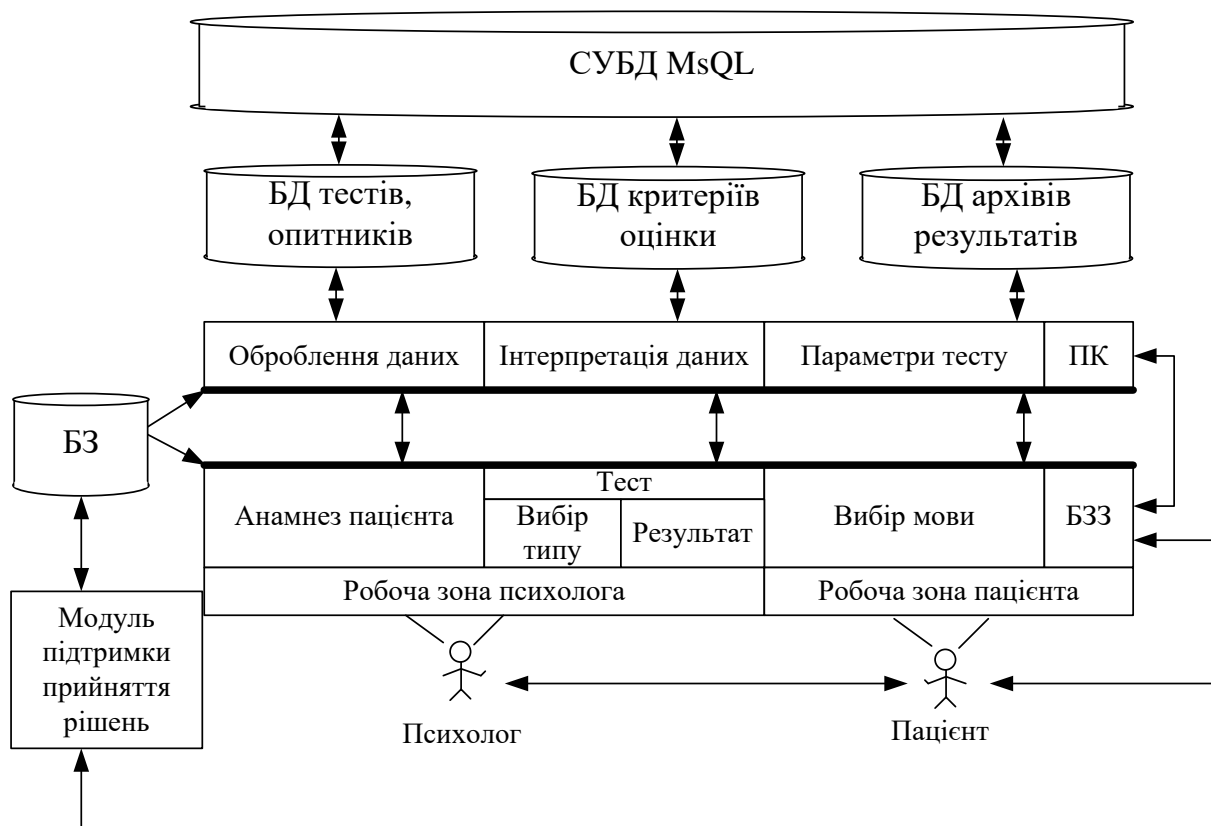 СУБД MsQL
БД тестів,
опитників
БД критеріїв
оцінки
БД архівів
результатів
Оброблення даних
Інтерпретація даних
Параметри тесту
ПК
БЗ
Тест
Анамнез пацієнта
Вибір
типу
Результат
Вибір мови
БЗЗ
Робоча зона психолога
Робоча зона пацієнта
Модуль
підтримки
прийняття
рішень
Психолог
Пацієнт